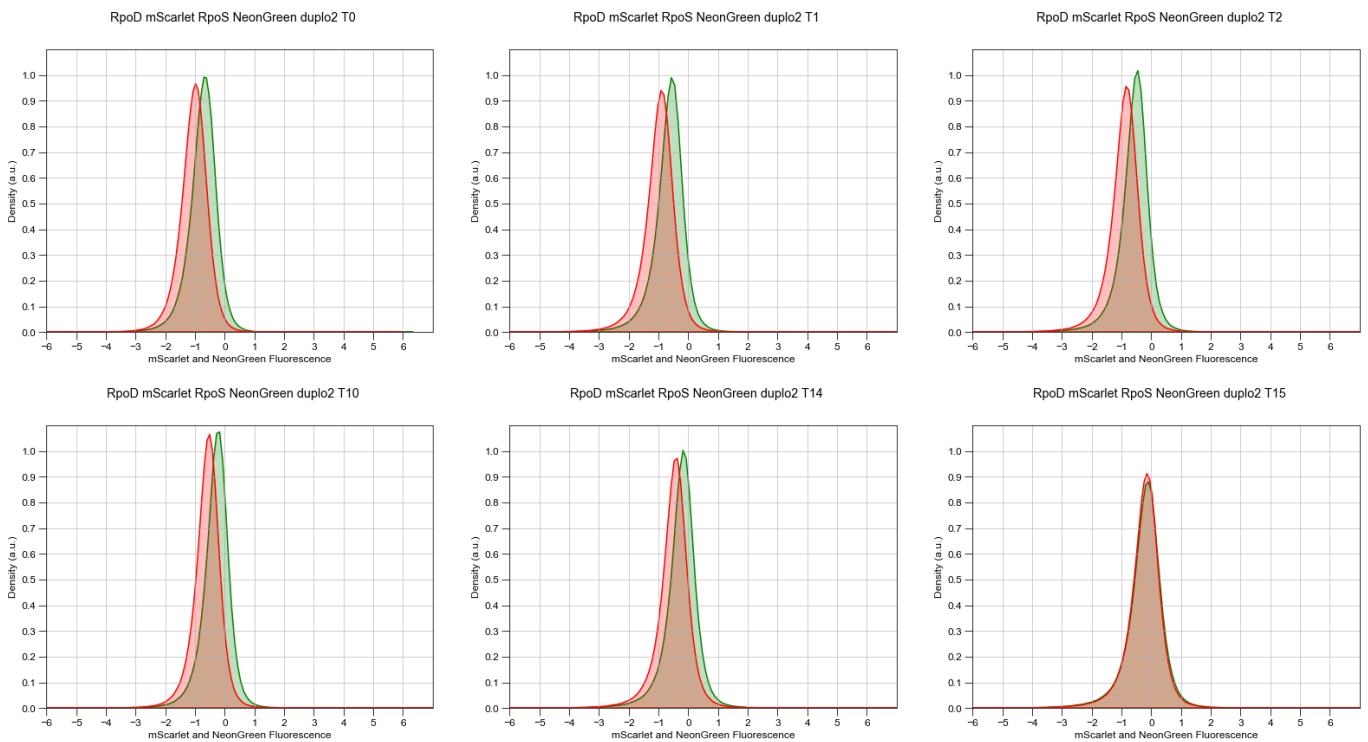 RpoD mScarlet RpoS NeonGreen duplo2 T0
1.0
0.9
0.8
0.7
0.6
0.5
0.4
0.3
0.2
0.1
0.0
Density (a.u.)
−6 −5 −4 −3 −2 −1 0 1 2 3 4 5 6
mScarlet and NeonGreen Fluorescence
RpoD mScarlet RpoS NeonGreen duplo2 T1
1.0
0.9
0.8
0.7
0.6
0.5
0.4
0.3
0.2
0.1
0.0
Density (a.u.)
−6 −5 −4 −3 −2 −1 0 1 2 3 4 5 6
mScarlet and NeonGreen Fluorescence
RpoD mScarlet RpoS NeonGreen duplo2 T2
1.0
0.9
0.8
0.7
0.6
0.5
0.4
0.3
0.2
0.1
0.0
Density (a.u.)
−6 −5 −4 −3 −2 −1 0 1 2 3 4 5 6
mScarlet and NeonGreen Fluorescence
RpoD mScarlet RpoS NeonGreen duplo2 T10
1.0
0.9
0.8
0.7
0.6
0.5
0.4
0.3
0.2
0.1
0.0
Density (a.u.)
−6 −5 −4 −3 −2 −1 0 1 2 3 4 5 6
mScarlet and NeonGreen Fluorescence
RpoD mScarlet RpoS NeonGreen duplo2 T14
1.0
0.9
0.8
0.7
0.6
0.5
0.4
0.3
0.2
0.1
0.0
Density (a.u.)
−6 −5 −4 −3 −2 −1 0 1 2 3 4 5 6
mScarlet and NeonGreen Fluorescence
RpoD mScarlet RpoS NeonGreen duplo2 T15
1.0
0.9
0.8
0.7
0.6
0.5
0.4
0.3
0.2
0.1
0.0
Density (a.u.)
−6 −5 −4 −3 −2 −1 0 1 2 3 4 5 6
mScarlet and NeonGreen Fluorescence